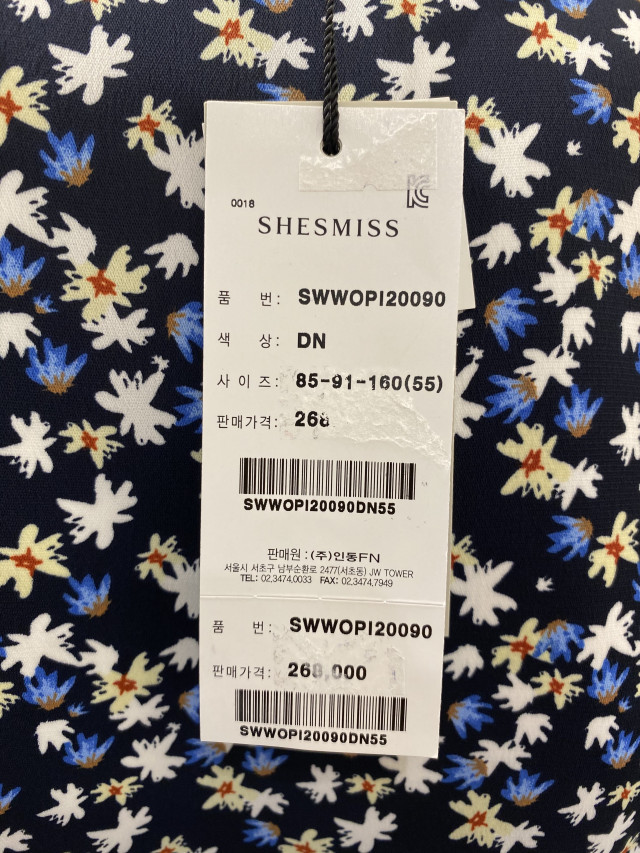 0018
SHESMISS
품 번: SWWOPI20090
색 상: DN
사이즈: 85-91-160(55)
판매가격: 268
SWWOPI20090DN55
판매원 : (주)인동FN
서울시 서초구 남부순환로 2477(서초동) JW TOWER
TEL: 02.3474.0033 FAX: 02.3474.7949
품 번: SWWOPI20090
판매가격: 268,000
SWWOPI20090DN55